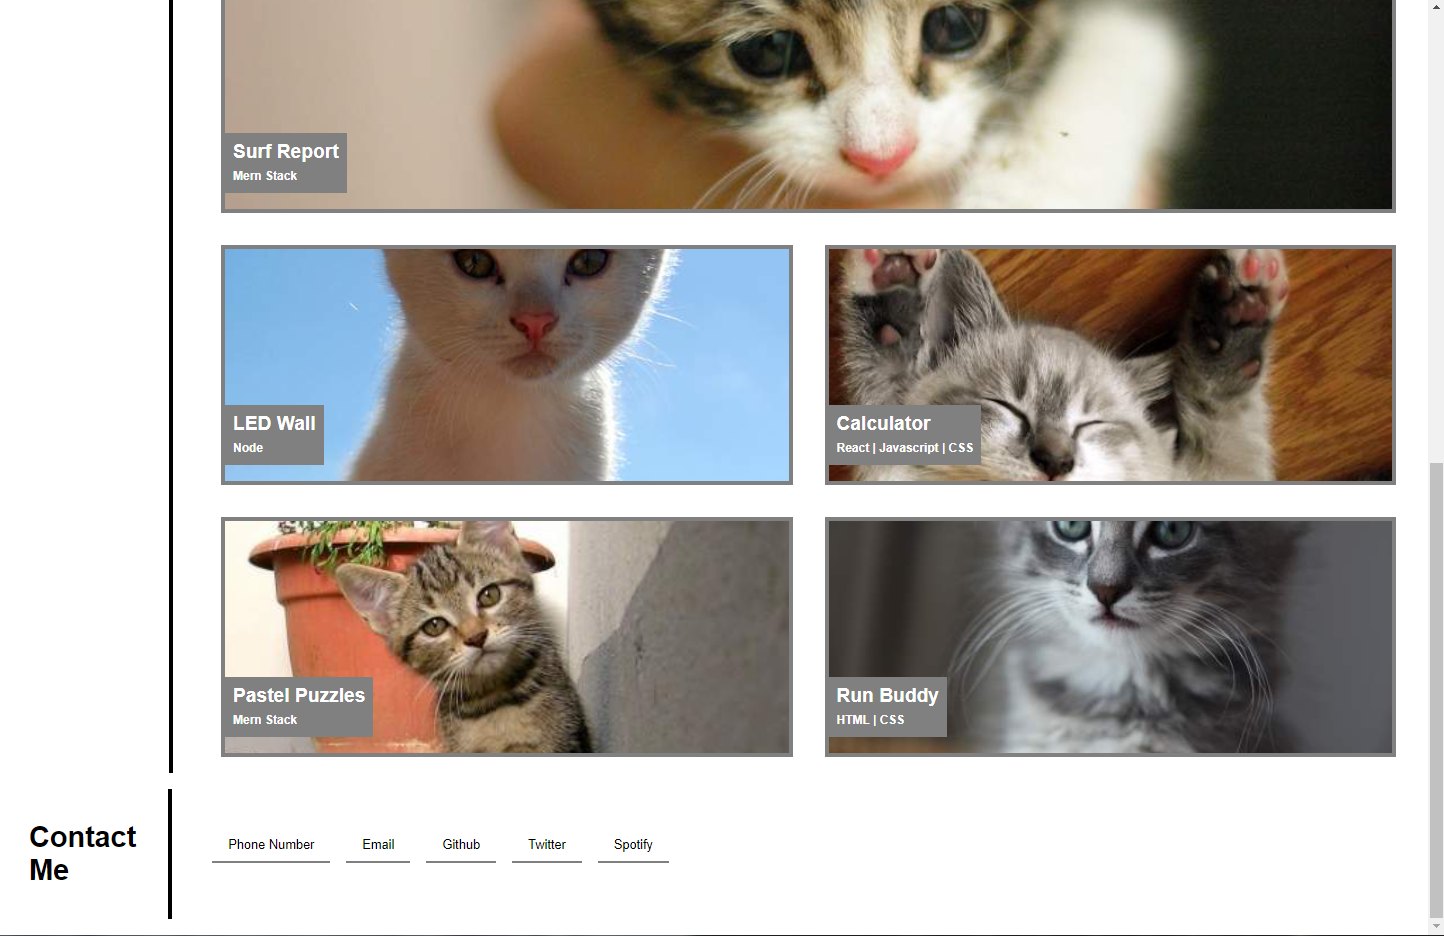 Surf Report
Mern Stack
LED Wall
Node
Calculator
React | Javascript | CSS
Pastel Puzzles
Mern Stack
Run Buddy
HTML | CSS
Contact
Me
Phone Number
Email
Github
Twitter
Spotify